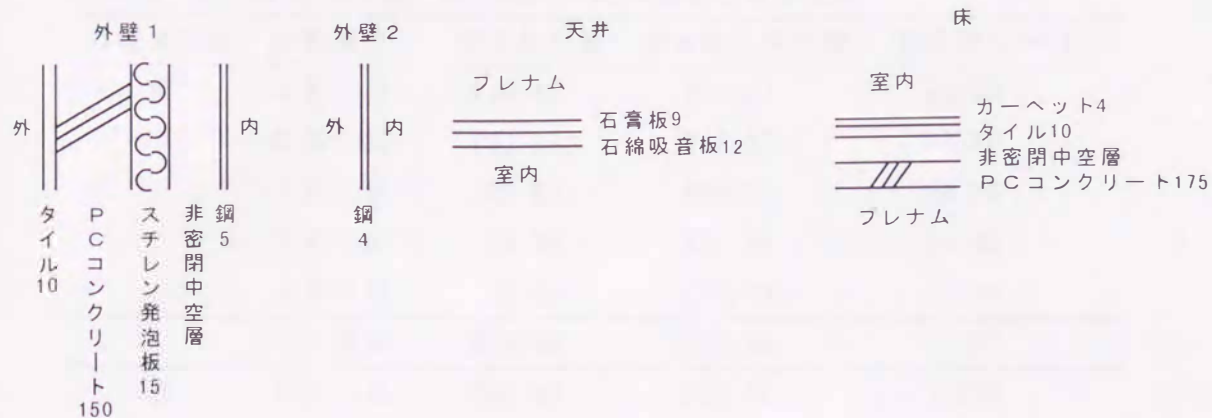 外壁1
外
内
タイル10
PCコンクリート150
スチレン発泡板15
非密閉中空層
鋼5
外壁2
外
内
鋼4
天井
フレナム
石膏板9
石綿吸音板12
室内
床
室内
カーペット4
タイル10
非密閉中空層
PCコンクリート175
フレナム